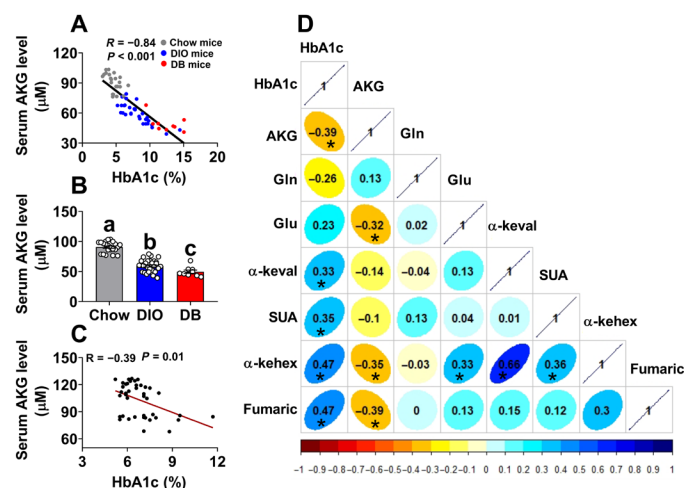 A
R = −0.84
P < 0.001
Chow mice
DIO mice
DB mice
Serum AKG level
(μM)
120
90
60
30
0
5
10
15
20
HbA1c (%)
B
Serum AKG level
(μM)
150
100
50
0
a
b
c
Chow
DIO
DB
C
R = −0.39 P = 0.01
Serum AKG level
(μM)
150
120
90
60
3
6
9
12
HbA1c (%)
D
HbA1c
HbA1c 1 AKG
AKG −0.39 * 1 Gln
Gln −0.26 0.13 1 Glu
Glu 0.23 −0.32 * 0.02 1 α-keval
α-keval 0.33 * −0.14 −0.04 0.13 1 SUA
SUA 0.35 * −0.1 0.13 0.04 0.01 1 α-kehex
α-kehex 0.47 * −0.35 * −0.03 0.33 * 0.66 * 0.36 * 1 Fumaric
Fumaric 0.47 * −0.39 * 0 0.13 0.15 0.12 0.3 1
−1 −0.9 −0.8 −0.7 −0.6 −0.5 −0.4 −0.3 −0.2 −0.1 0 0.1 0.2 0.3 0.4 0.5 0.6 0.7 0.8 0.9 1